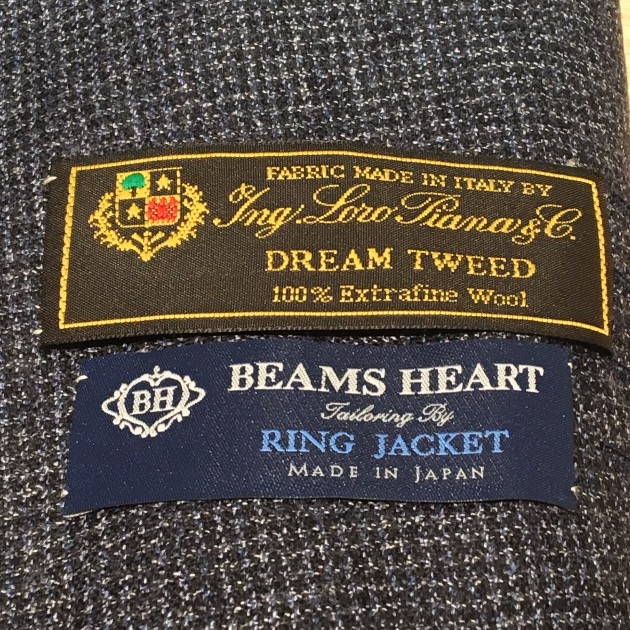 FABRIC MADE IN ITALY BY
Ing. Loro Piana & C.
DREAM TWEED
100% Extrafine Wool
BH
BEAMS HEART
Tailoring By
RING JACKET
MADE IN JAPAN